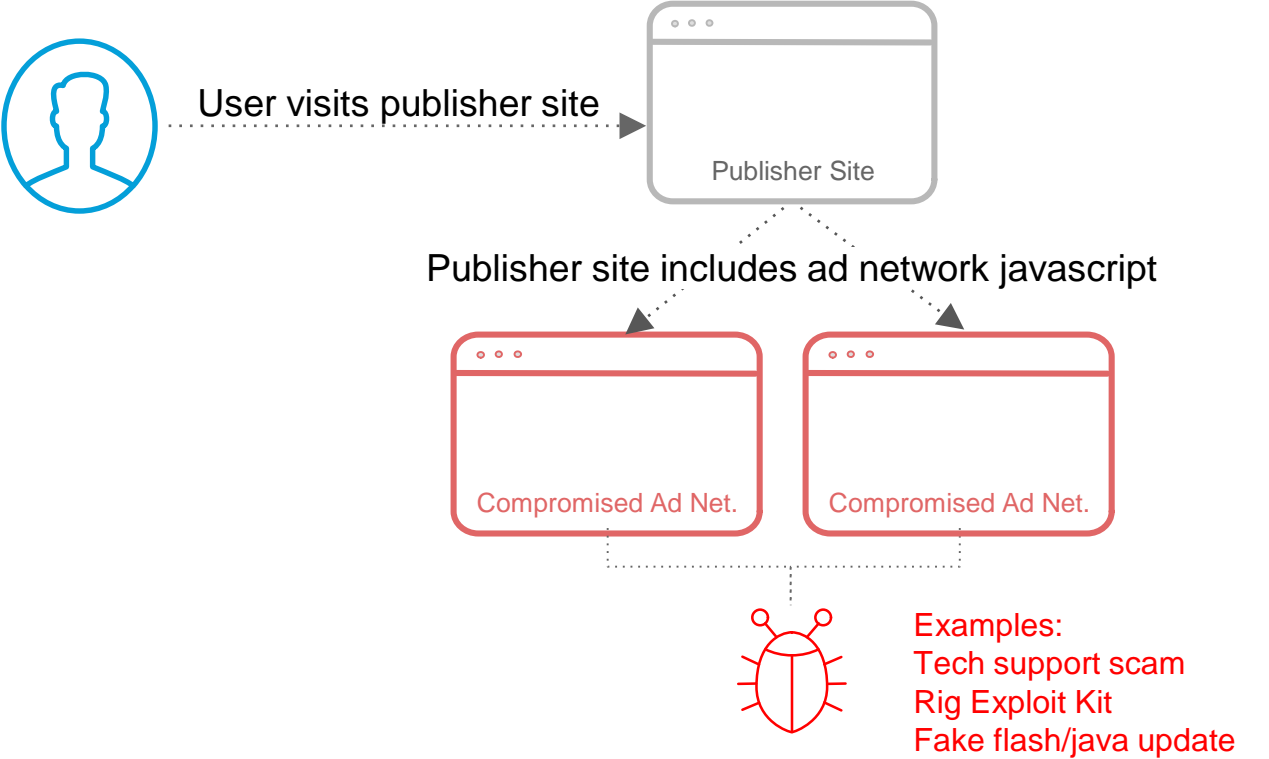 User visits publisher site
Publisher Site
Publisher site includes ad network javascript
Compromised Ad Net.
Compromised Ad Net.
Examples:
Tech support scam
Rig Exploit Kit
Fake flash/java update